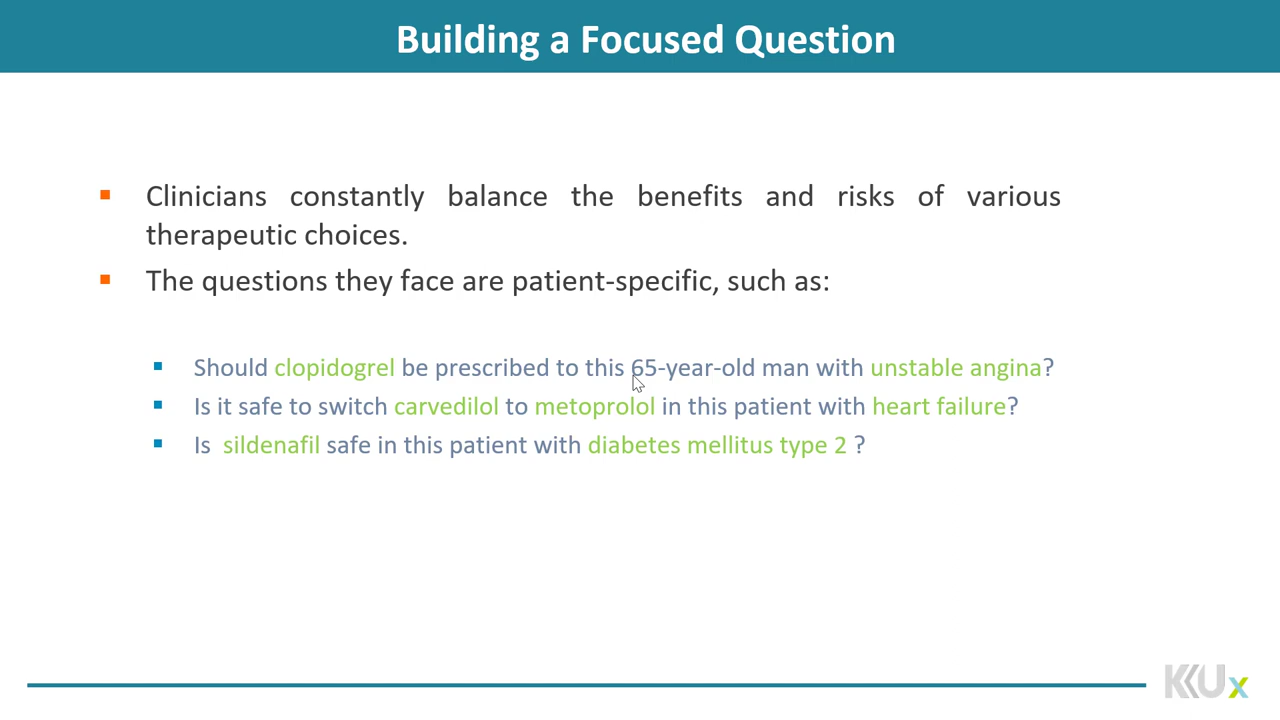 Building a Focused Question
▪ Clinicians constantly balance the benefits and risks of various
therapeutic choices.
▪ The questions they face are patient-specific, such as:
▪ Should clopidogrel be prescribed to this 65-year-old man with unstable angina?
▪ Is it safe to switch carvedilol to metoprolol in this patient with heart failure?
▪ Is sildenafil safe in this patient with diabetes mellitus type 2 ?
KKUx